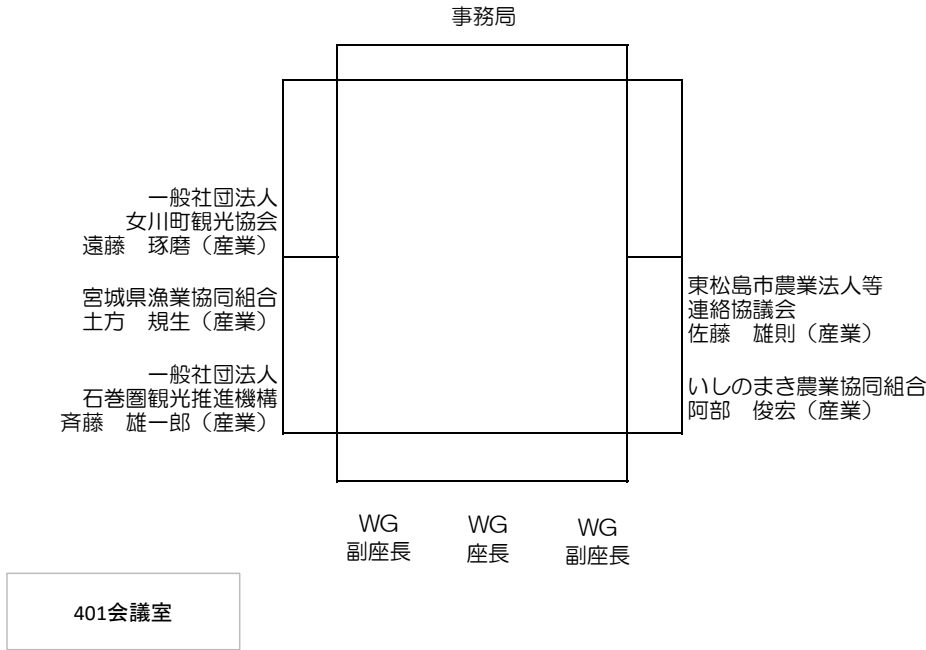 事務局
一般社団法人
女川町観光協会
遠藤　琢磨（産業）
宮城県漁業協同組合
土方　規生（産業）
一般社団法人
石巻圏観光推進機構
斉藤　雄一郎（産業）
東松島市農業法人等
連絡協議会
佐藤　雄則（産業）
いしのまき農業協同組合
阿部　俊宏（産業）
WG
副座長
WG
座長
WG
副座長
401会議室